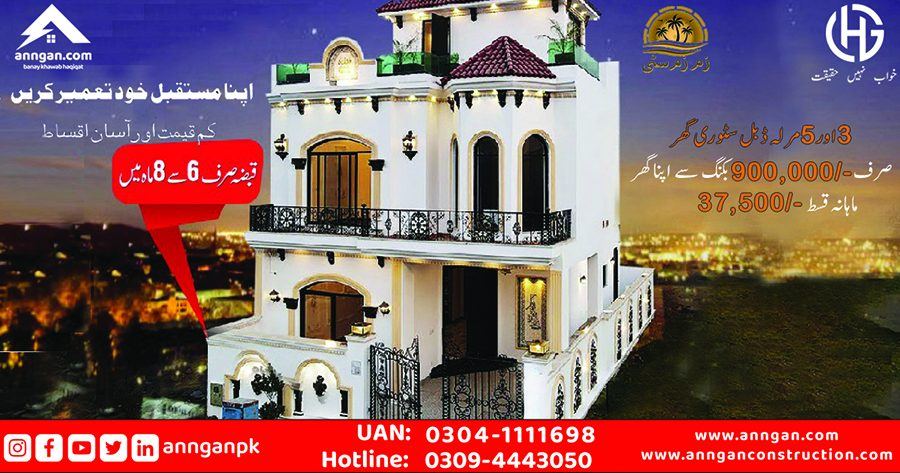 anngan.com
banay khawab haqiqat
اپنا مستقبل خود تعمیر کریں
کم قیمت اور آسان اقساط
قبضہ صرف 6 سے 8 ماہ میں
HG
خواب نہیں حقیقت
3 اور 5 مرلہ ڈبل سٹوری گھر
صرف -/900,000 بکنگ سے اپنا گھر
ماہانہ قسط -/37,500
annganpk
UAN: 0304-1111698
Hotline: 0309-4443050
www.anngan.com
www.annganconstruction.com